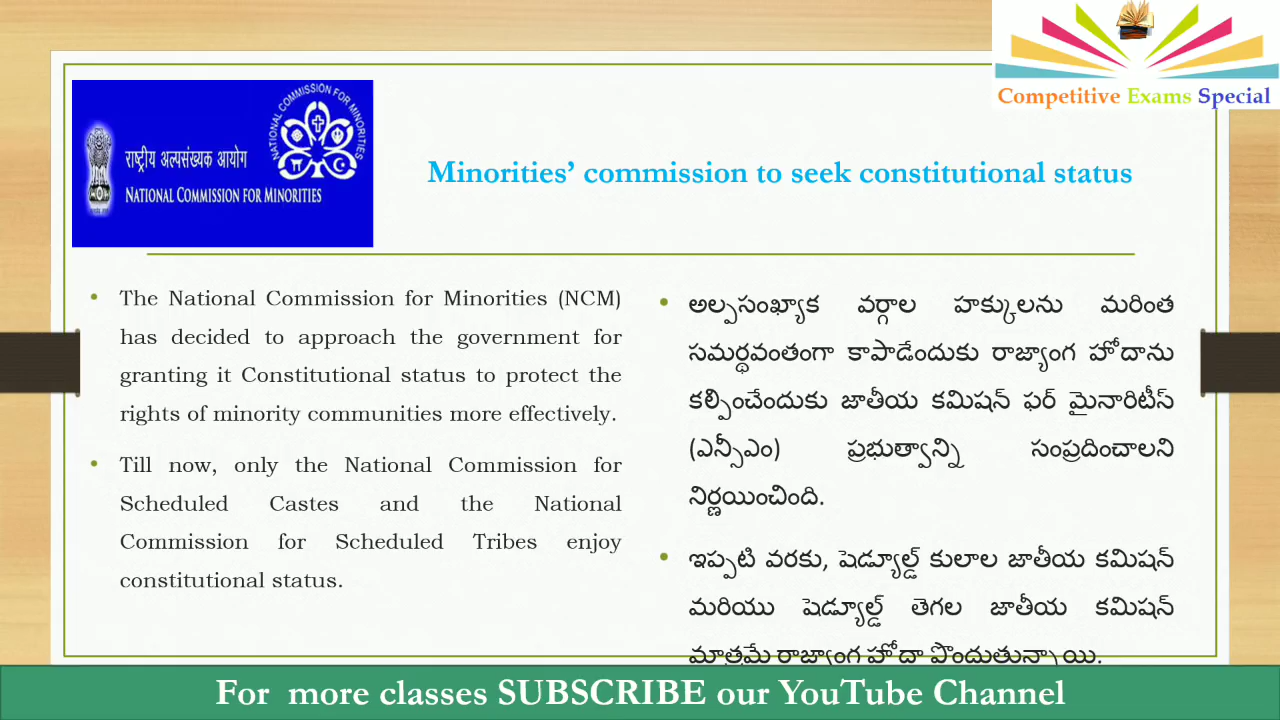 Competitive Exams Special
NATIONAL COMMISSION FOR MINORITIES
राष्ट्रीय अल्पसंख्यक आयोग
NATIONAL COMMISSION FOR MINORITIES
Minorities’ commission to seek constitutional status
• The National Commission for Minorities (NCM)
has decided to approach the government for
granting it Constitutional status to protect the
rights of minority communities more effectively.
• Till now, only the National Commission for
Scheduled Castes and the National
Commission for Scheduled Tribes enjoy
constitutional status.
• అల్పసంఖ్యాక వర్గాల హక్కులను మరింత
సమర్థవంతంగా కాపాడేందుకు రాజ్యాంగ హోదాను
కల్పించేందుకు జాతీయ కమిషన్ ఫర్ మైనారిటీస్
(ఎన్సీఎం) ప్రభుత్వాన్ని సంప్రదించాలని
నిర్ణయించింది.
• ఇప్పటి వరకు, షెడ్యూల్డ్ కులాల జాతీయ కమిషన్
మరియు షెడ్యూల్డ్ తెగల జాతీయ కమిషన్
మాత్రమే రాజ్యాంగ హోదా పొందుతున్నాయి.
For more classes SUBSCRIBE our YouTube Channel